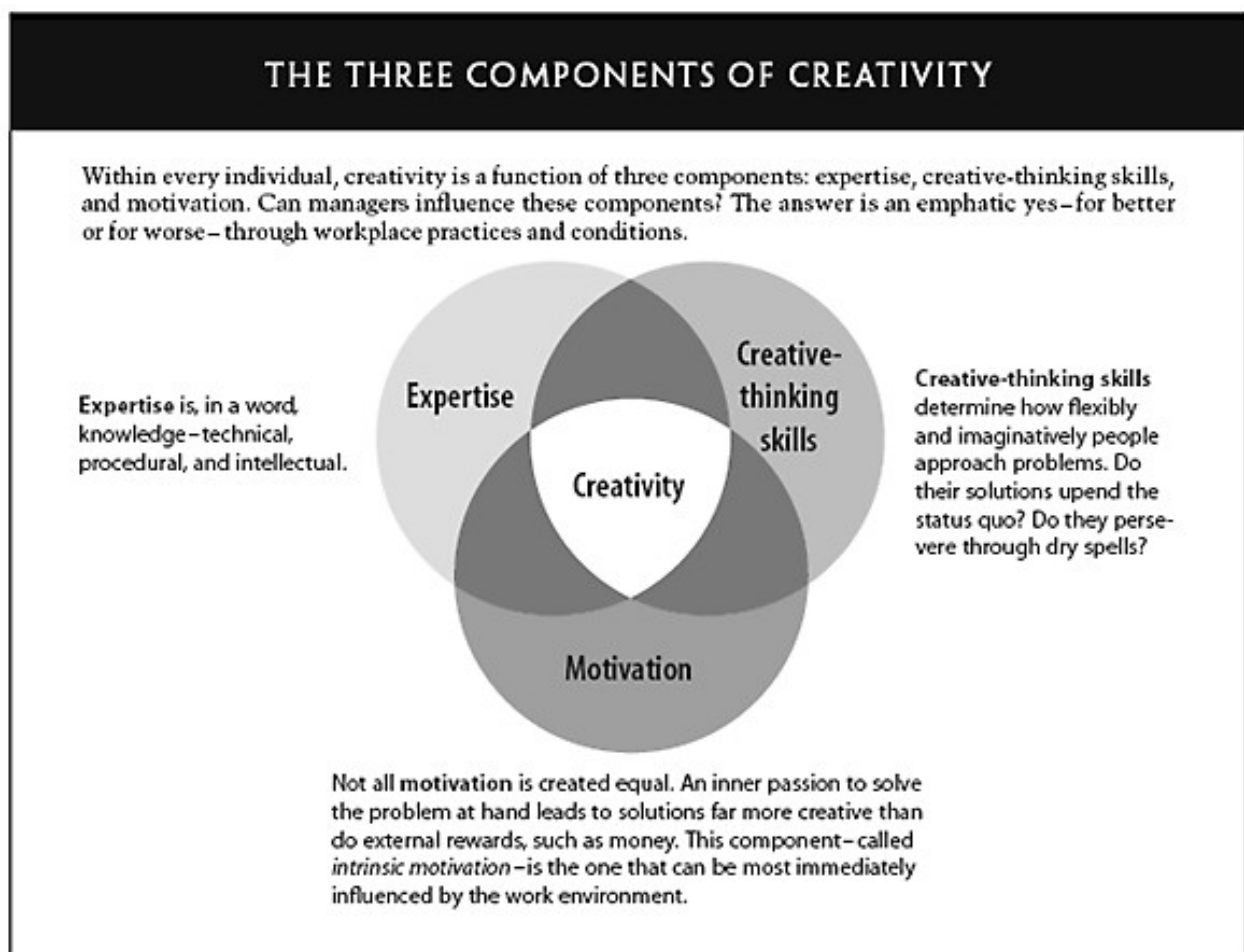 THE THREE COMPONENTS OF CREATIVITY
Within every individual, creativity is a function of three components: expertise, creative-thinking skills,
and motivation. Can managers influence these components? The answer is an emphatic yes–for better
or for worse–through workplace practices and conditions.
Expertise
Creative-
thinking
skills
Creativity
Motivation
Expertise is, in a word,
knowledge–technical,
procedural, and intellectual.
Creative-thinking skills
determine how flexibly
and imaginatively people
approach problems. Do
their solutions upend the
status quo? Do they perse-
vere through dry spells?
Not all motivation is created equal. An inner passion to solve
the problem at hand leads to solutions far more creative than
do external rewards, such as money. This component–called
intrinsic motivation–is the one that can be most immediately
influenced by the work environment.